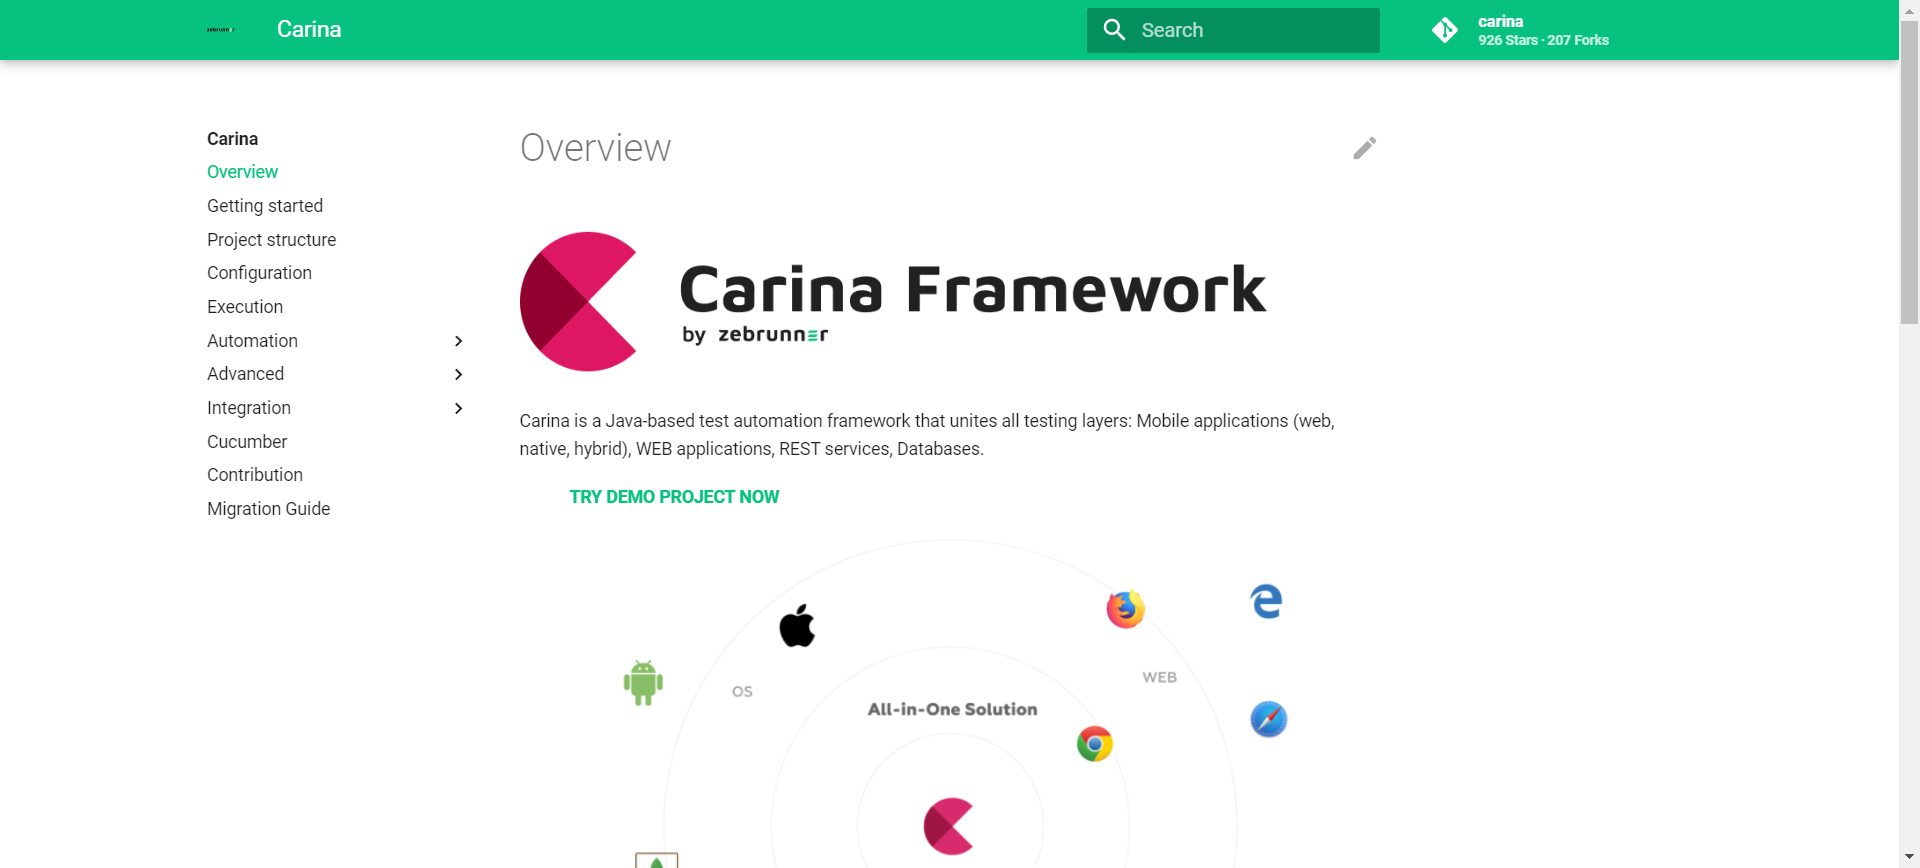 zebrunner
Carina
Search
carina
926 Stars · 207 Forks
Carina
Overview
Getting started
Project structure
Configuration
Execution
Automation
Advanced
Integration
Cucumber
Contribution
Migration Guide
Overview
Carina Framework
by zebrunner
Carina is a Java-based test automation framework that unites all testing layers: Mobile applications (web,
native, hybrid), WEB applications, REST services, Databases.
TRY DEMO PROJECT NOW
OS
WEB
All-in-One Solution